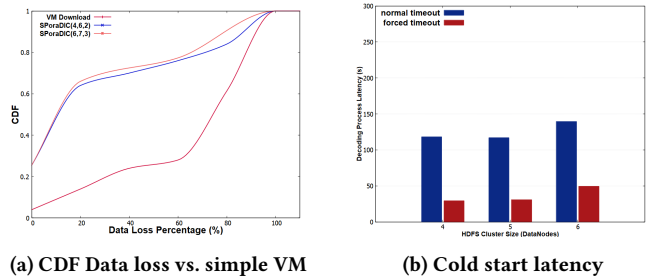 VM Download
SPoraDIC(4,6,2)
SPoraDIC(6,7,3)
1
0.8
0.6
0.4
0.2
0
CDF
0 20 40 60 80 100
Data Loss Percentage (%)
(a) CDF Data loss vs. simple VM
normal timeout
forced timeout
300
250
200
150
100
50
0
Decoding Process Latency (s)
4 5 6
HDFS Cluster Size (DataNodes)
(b) Cold start latency